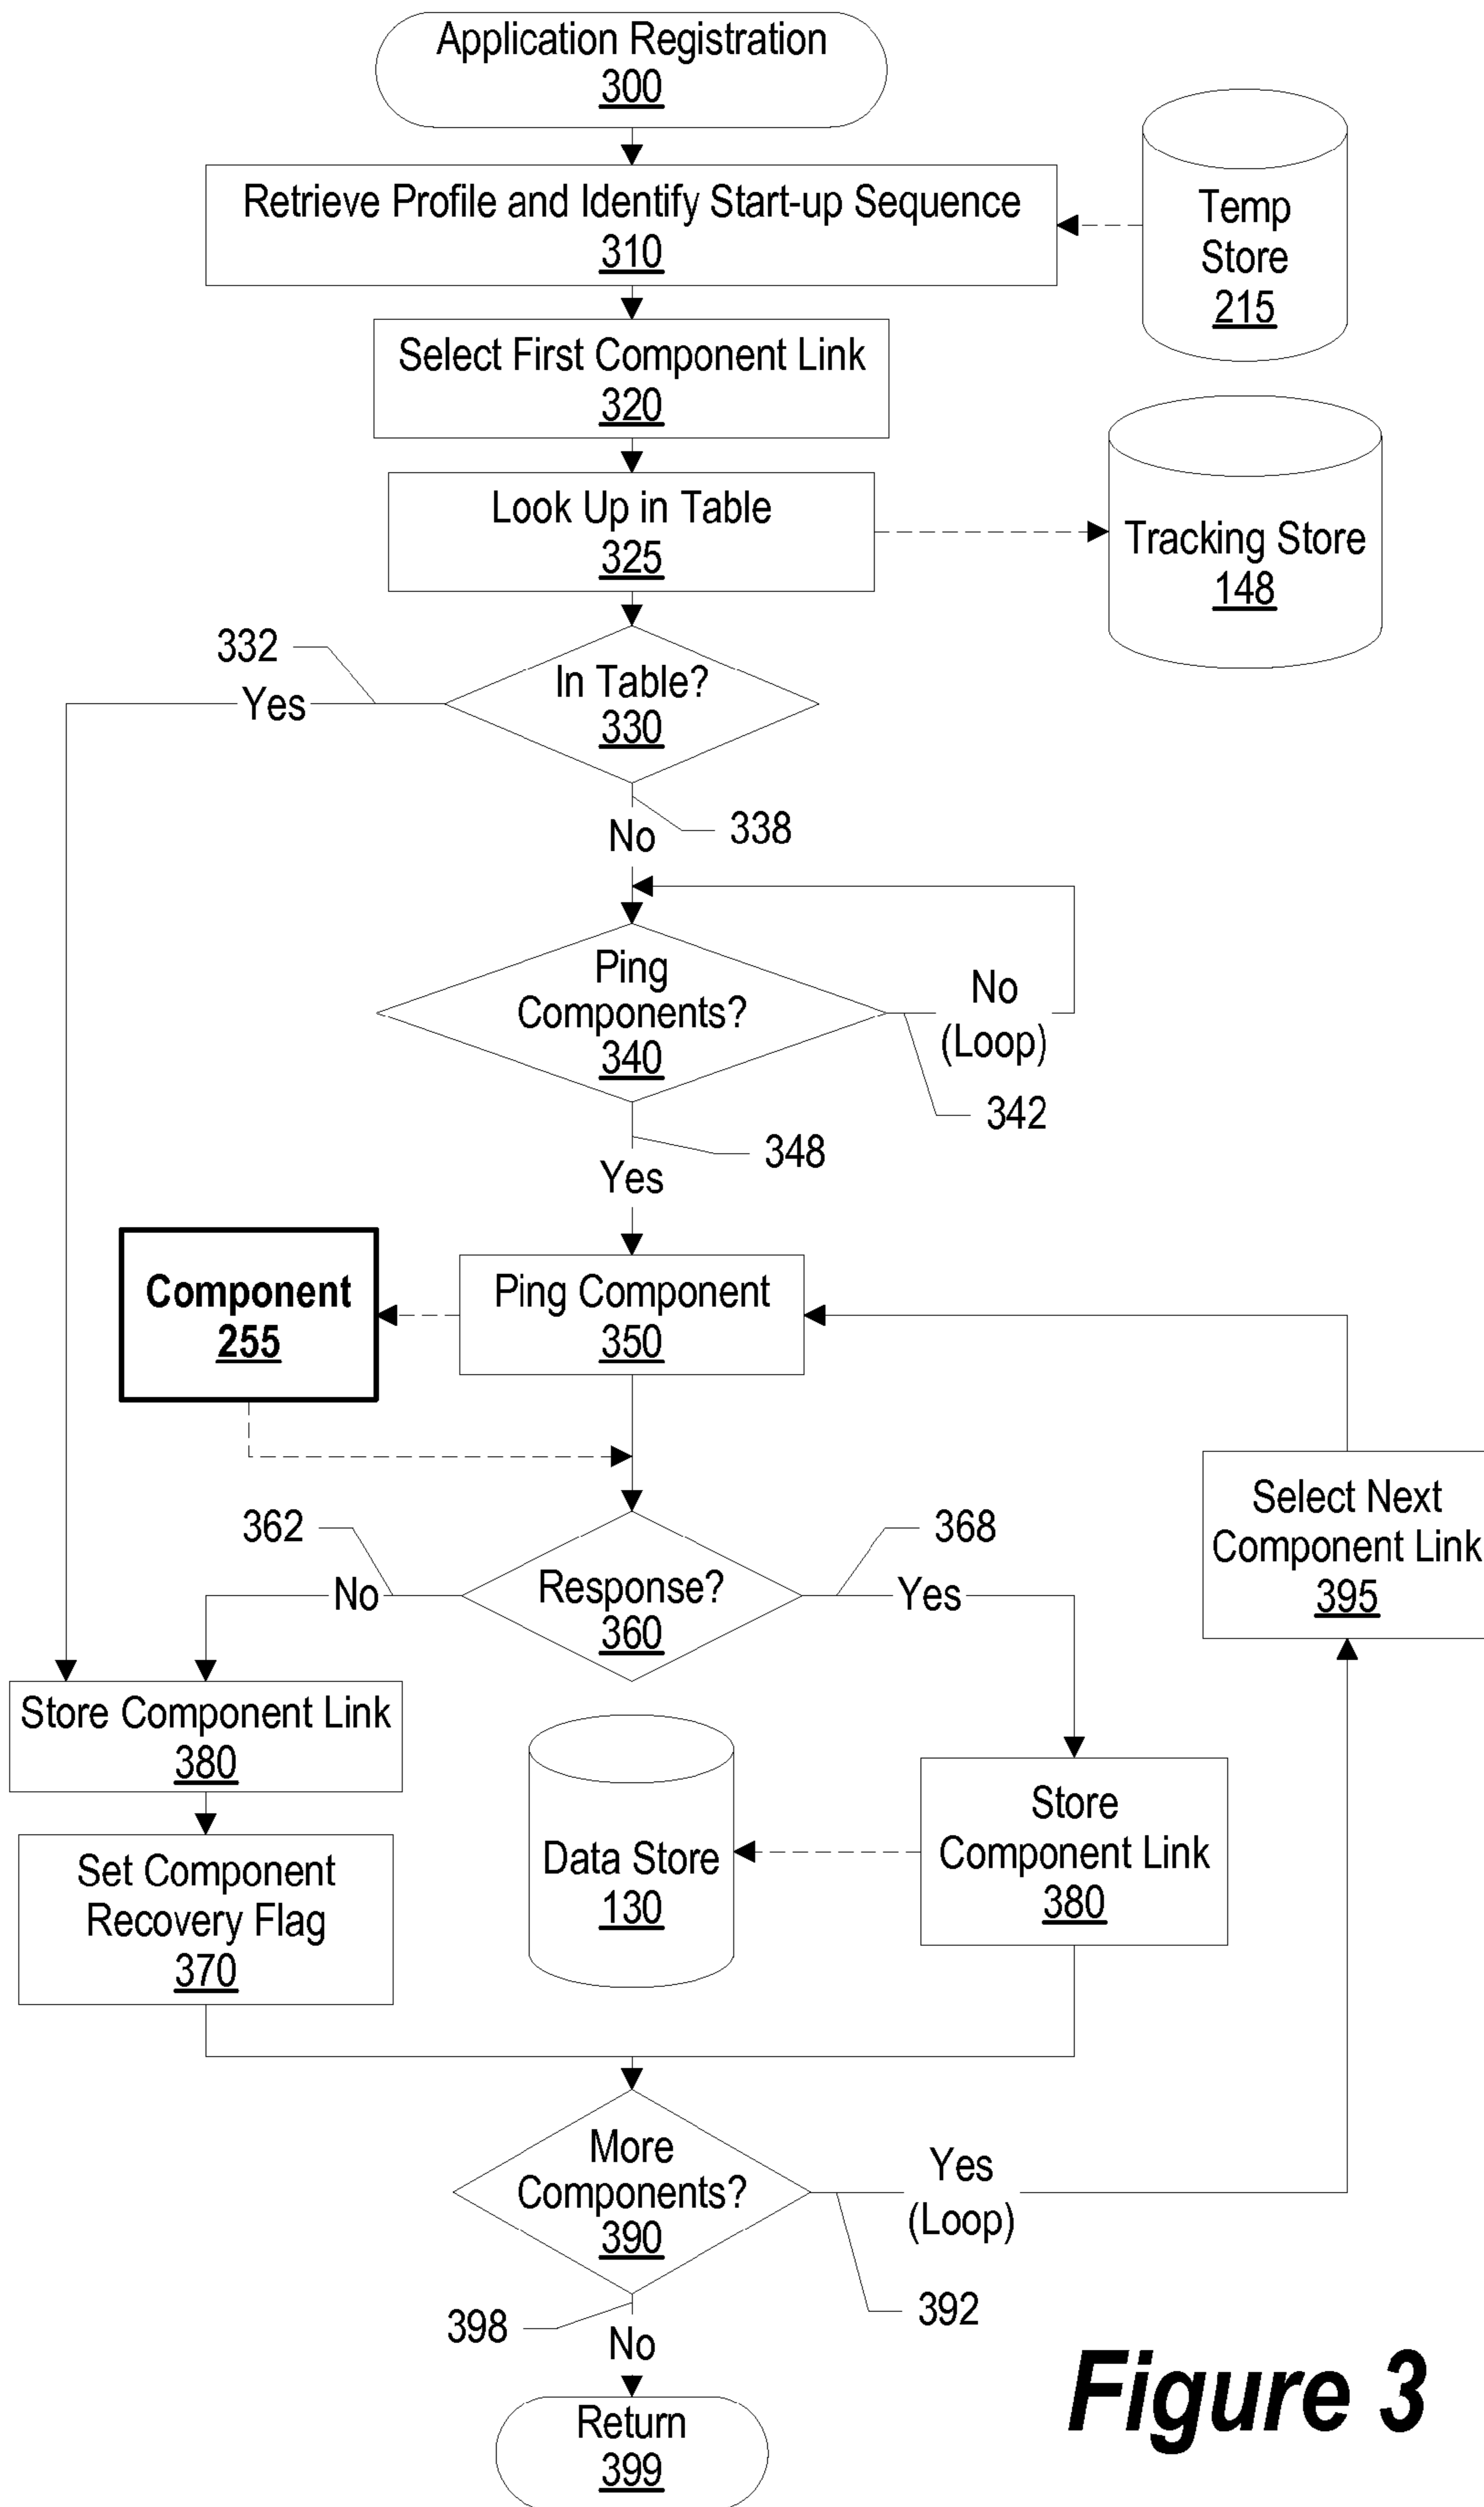 Application Registration
300
Retrieve Profile and Identify Start-up Sequence
310
Temp
Store
215
Select First Component Link
320
Look Up in Table
325
Tracking Store
148
332
Yes
In Table?
330
338
No
Ping
Components?
340
No
(Loop)
342
348
Yes
Component
255
Ping Component
350
362
No
Response?
360
368
Yes
Select Next
Component Link
395
Store Component Link
380
Set Component
Recovery Flag
370
Data Store
130
Store
Component Link
380
More
Components?
390
Yes
(Loop)
392
398
No
Return
399
Figure 3